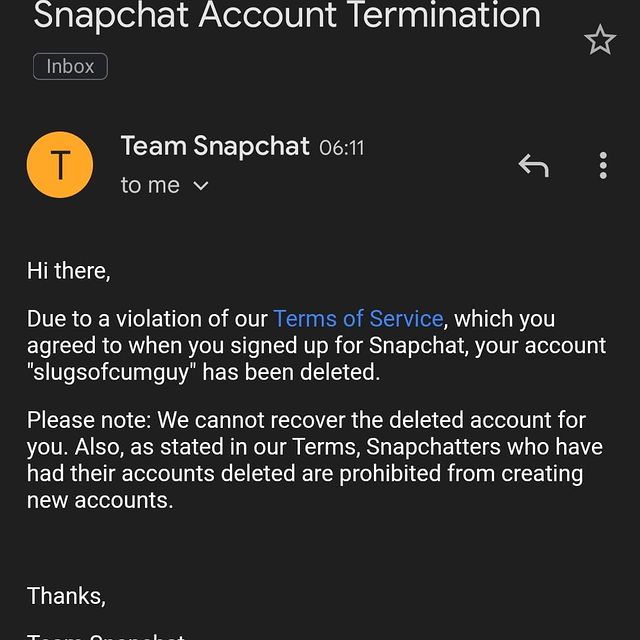 Snapchat Account Termination
Inbox
T
Team Snapchat 06:11
to me
Hi there,
Due to a violation of our Terms of Service, which you
agreed to when you signed up for Snapchat, your account
"slugsofcumguy" has been deleted.
Please note: We cannot recover the deleted account for
you. Also, as stated in our Terms, Snapchatters who have
had their accounts deleted are prohibited from creating
new accounts.
Thanks,
Team Snapchat